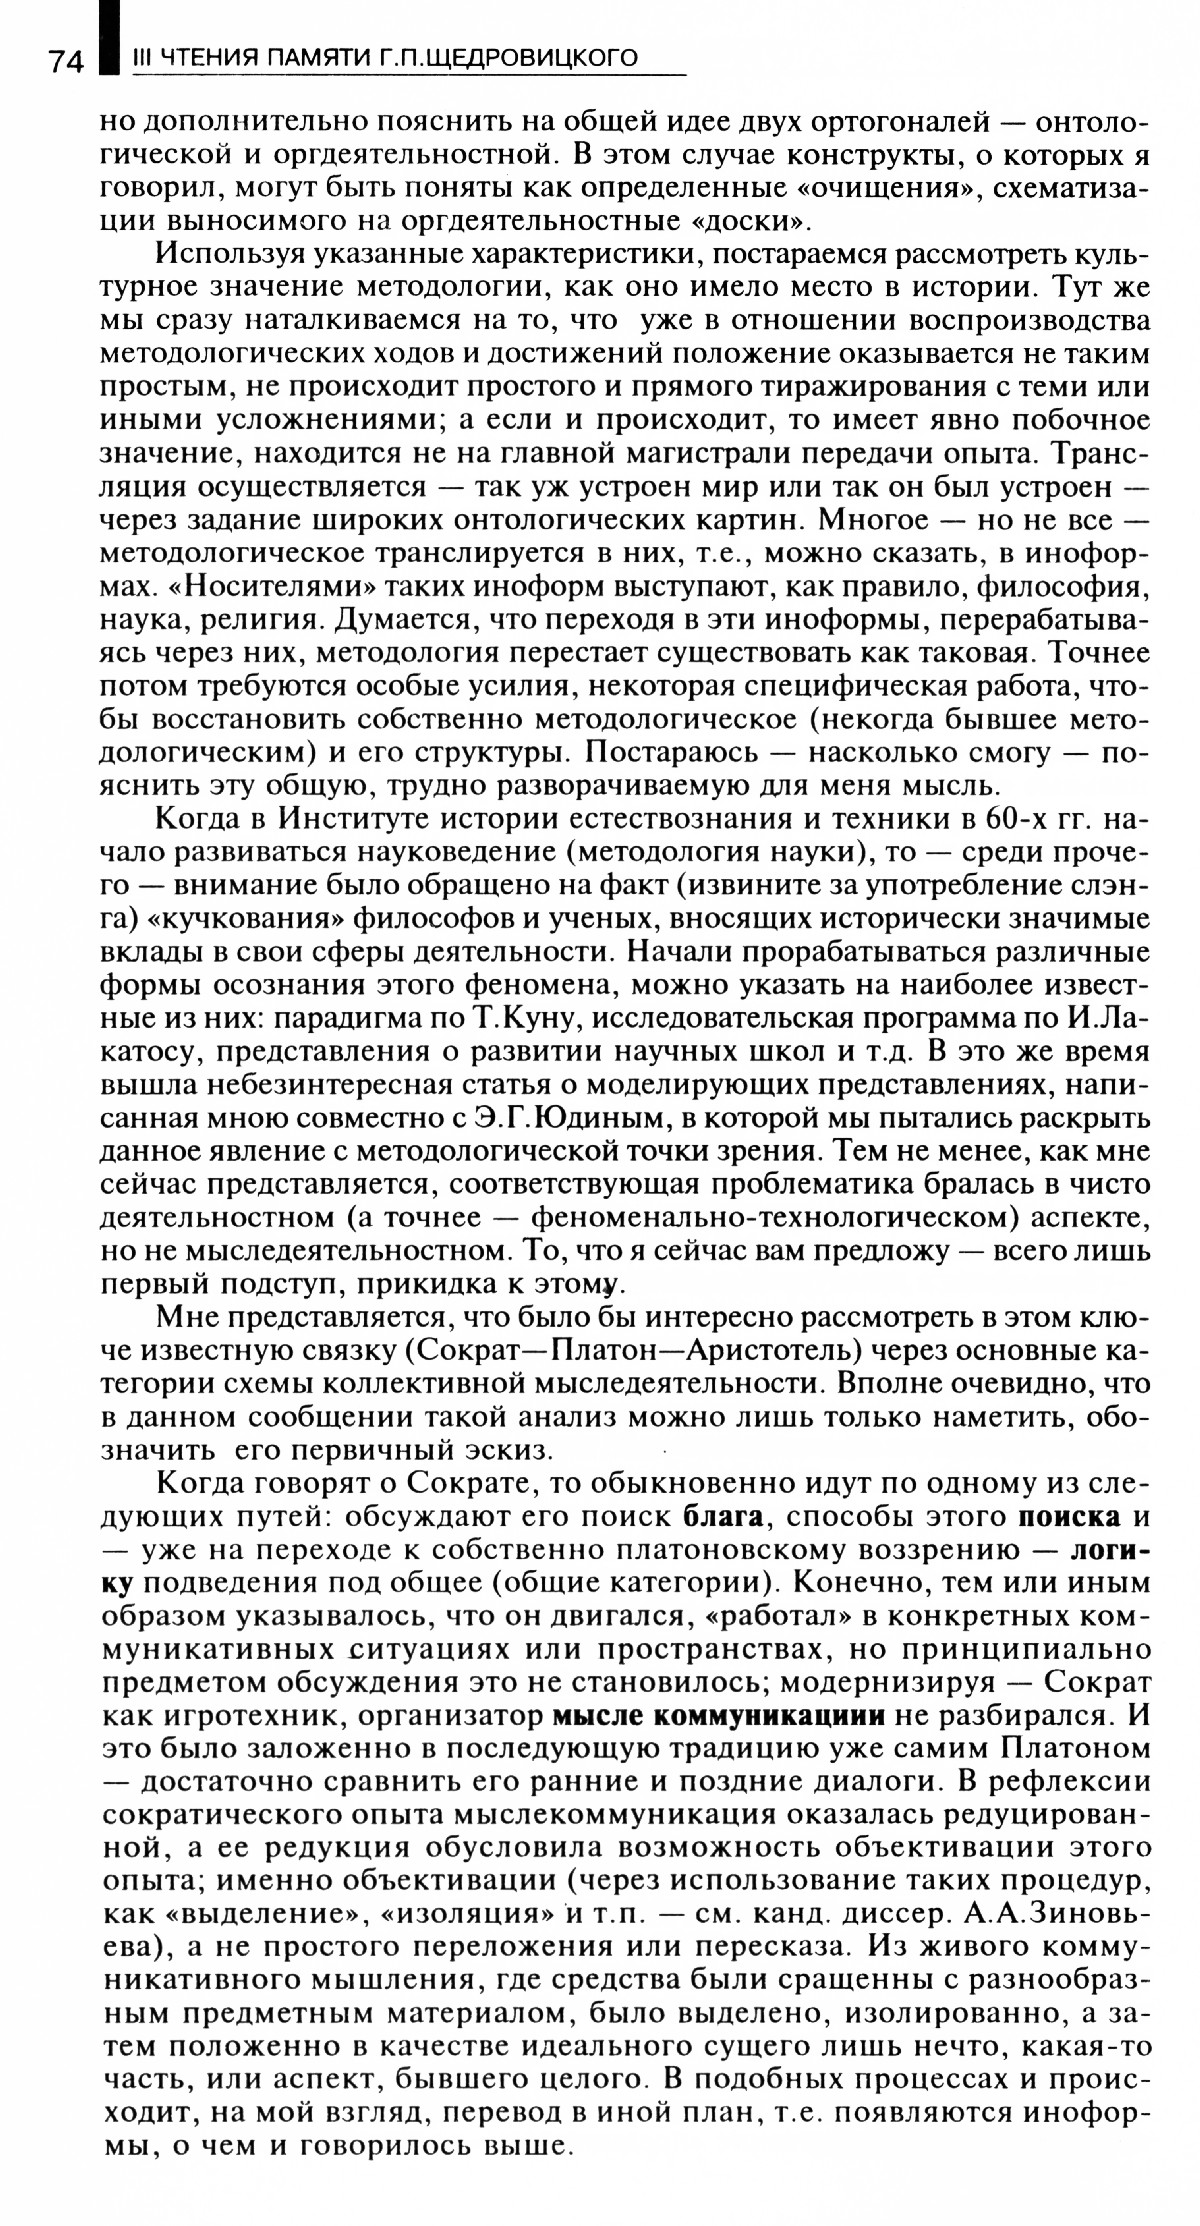 74 III ЧТЕНИЯ ПАМЯТИ Г.П.ЩЕДРОВИЦКОГО
но дополнительно пояснить на общей идее двух ортогоналей — онтоло-
гической и оргдеятельностной. В этом случае конструкты, о которых я
говорил, могут быть поняты как определенные «очищения», схематиза-
ции выносимого на оргдеятельностные «доски».
Используя указанные характеристики, постараемся рассмотреть куль-
турное значение методологии, как оно имело место в истории. Тут же
мы сразу наталкиваемся на то, что уже в отношении воспроизводства
методологических ходов и достижений положение оказывается не таким
простым, не происходит простого и прямого тиражирования с теми или
иными усложнениями; а если и происходит, то имеет явно побочное
значение, находится не на главной магистрали передачи опыта. Транс-
ляция осуществляется — так уж устроен мир или так он был устроен —
через задание широких онтологических картин. Многое — но не все —
методологическое транслируется в них, т.е., можно сказать, в инофор-
мах. «Носителями» таких иноформ выступают, как правило, философия,
наука, религия. Думается, что переходя в эти иноформы, перерабатыва-
ясь через них, методология перестает существовать как таковая. Точнее
потом требуются особые усилия, некоторая специфическая работа, что-
бы восстановить собственно методологическое (некогда бывшее мето-
дологическим) и его структуры. Постараюсь — насколько смогу — по-
яснить эту общую, трудно разворачиваемую для меня мысль.
Когда в Институте истории естествознания и техники в 60-х гг. на-
чало развиваться науковедение (методология науки), то — среди проче-
го — внимание было обращено на факт (извините за употребление слэн-
га) «кучкования» философов и ученых, вносящих исторически значимые
вклады в свои сферы деятельности. Начали прорабатываться различные
формы осознания этого феномена, можно указать на наиболее извест-
ные из них: парадигма по Т.Куну, исследовательская программа по И.Ла-
катосу, представления о развитии научных школ и т.д. В это же время
вышла небезинтересная статья о моделирующих представлениях, напи-
санная мною совместно с Э.Г.Юдиным, в которой мы пытались раскрыть
данное явление с методологической точки зрения. Тем не менее, как мне
сейчас представляется, соответствующая проблематика бралась в чисто
деятельностном (а точнее — феноменально-технологическом) аспекте,
но не мыследеятельностном. То, что я сейчас вам предложу — всего лишь
первый подступ, прикидка к этому.
Мне представляется, что было бы интересно рассмотреть в этом клю-
че известную связку (Сократ—Платон—Аристотель) через основные ка-
тегории схемы коллективной мыследеятельности. Вполне очевидно, что
в данном сообщении такой анализ можно лишь только наметить, обо-
значить его первичный эскиз.
Когда говорят о Сократе, то обыкновенно идут по одному из сле-
дующих путей: обсуждают его поиск блага, способы этого поиска и
— уже на переходе к собственно платоновскому воззрению — логи-
ку подведения под общее (общие категории). Конечно, тем или иным
образом указывалось, что он двигался, «работал» в конкретных ком-
муникативных ситуациях или пространствах, но принципиально
предметом обсуждения это не становилось; модернизируя — Сократ
как игротехник, организатор мысле коммуникациии не разбирался. И
это было заложенно в последующую традицию уже самим Платоном
— достаточно сравнить его ранние и поздние диалоги. В рефлексии
сократического опыта мыслекоммуникация оказалась редуцирован-
ной, а ее редукция обусловила возможность объективации этого
опыта; именно объективации (через использование таких процедур,
как «выделение», «изоляция» и т.п. — см. канд. диссер. А.А.Зиновь-
ева), а не простого переложения или пересказа. Из живого комму-
никативного мышления, где средства были сращенны с разнообраз-
ным предметным материалом, было выделено, изолированно, а за-
тем положенно в качестве идеального сущего лишь нечто, какая-то
часть, или аспект, бывшего целого. В подобных процессах и проис-
ходит, на мой взгляд, перевод в иной план, т.е. появляются инофор-
мы, о чем и говорилось выше.